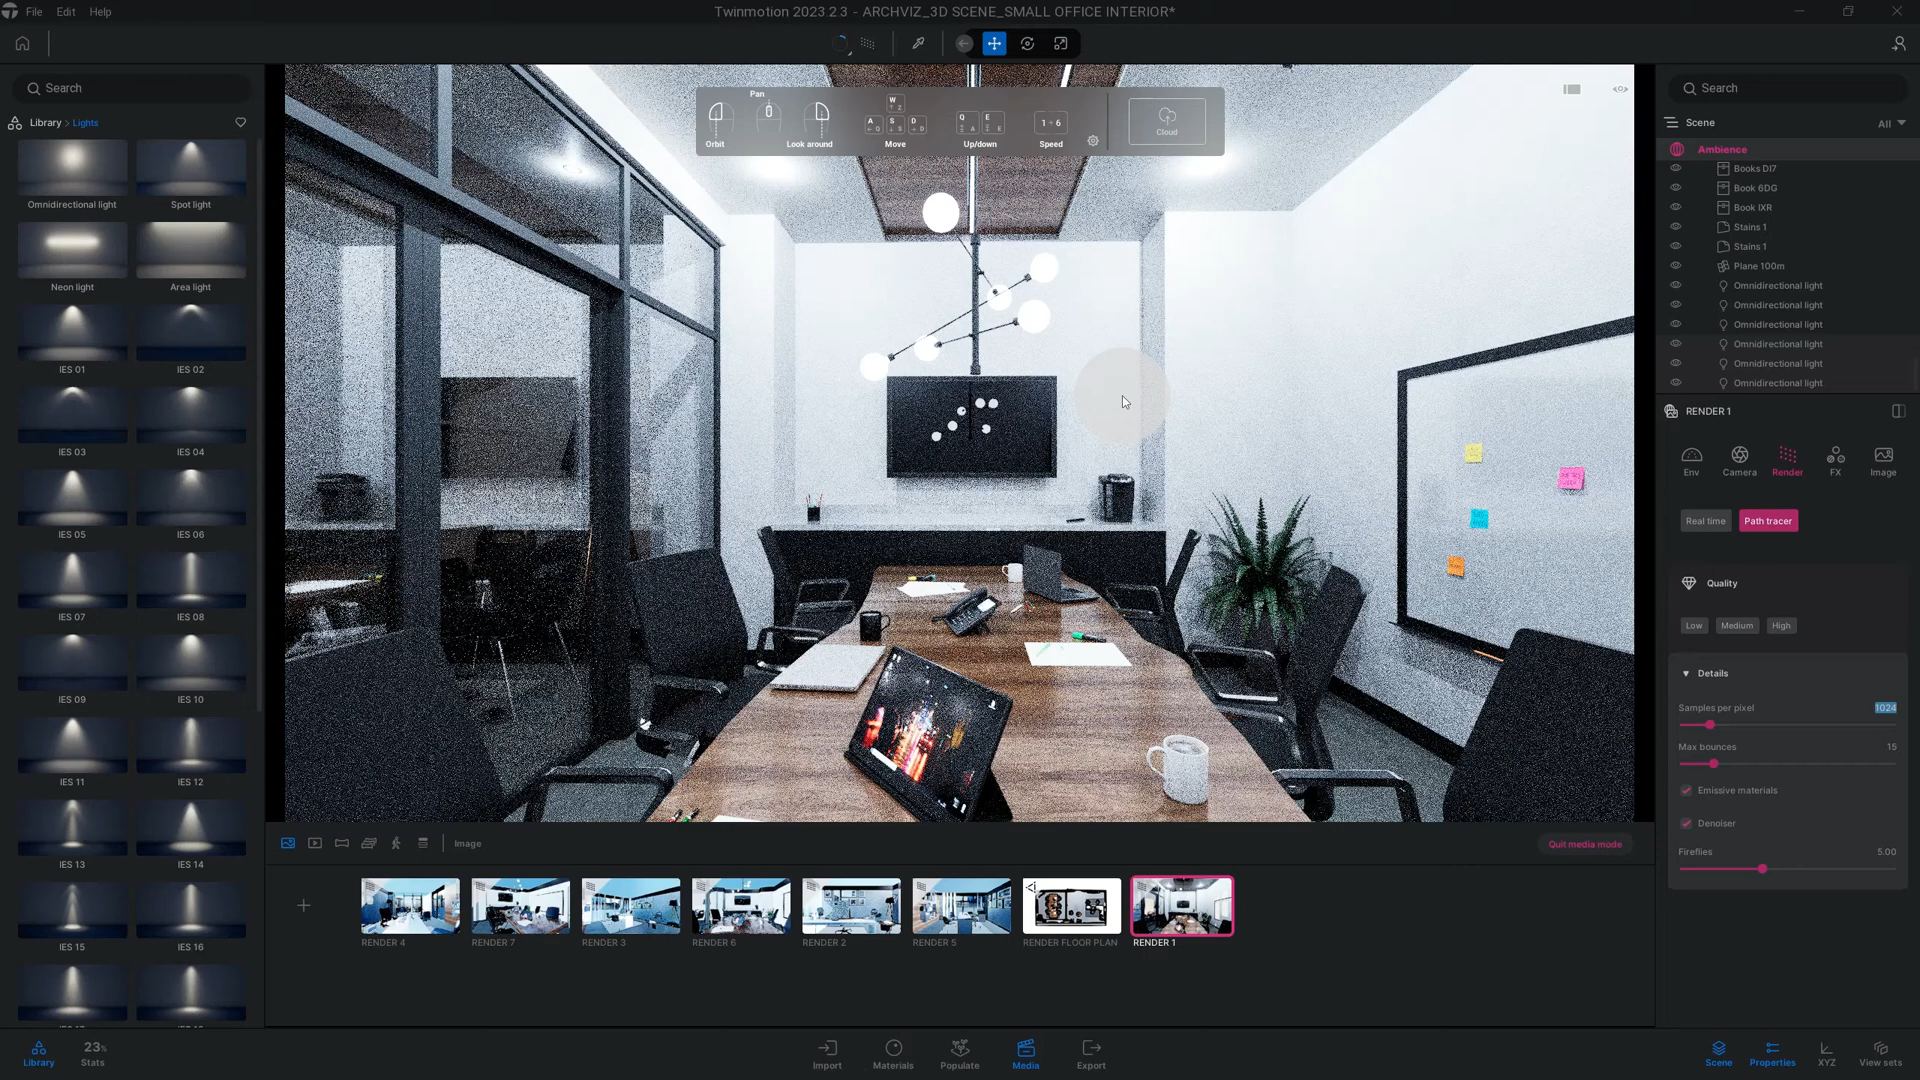 File Edit Help
Twinmotion 2023.2.3 - ARCHVIZ_3D SCENE_SMALL OFFICE INTERIOR*
Search
Library > Lights
Omnidirectional light
Spot light
Neon light
Area light
IES 01
IES 02
IES 03
IES 04
IES 05
IES 06
IES 07
IES 08
IES 09
IES 10
IES 11
IES 12
IES 13
IES 14
IES 15
IES 16
Pan
Orbit
Look around
W
A S D
Move
Q E
Up/down
1 - 6
Speed
Cloud
Search
Scene
All
Ambience
Books DI7
Book 6DG
Book IXR
Stains 1
Stains 1
Plane 100m
Omnidirectional light
Omnidirectional light
Omnidirectional light
Omnidirectional light
Omnidirectional light
Omnidirectional light
RENDER 1
Env
Camera
Render
FX
Image
Real time
Path tracer
Quality
Low
Medium
High
Details
Samples per pixel 1024
Max bounces 15
Emissive materials
Denoiser
Fireflies 5.00
Image
Quit media mode
RENDER 4
RENDER 7
RENDER 3
RENDER 6
RENDER 2
RENDER 5
RENDER FLOOR PLAN
RENDER 1
Library
23%
Stats
Import
Materials
Populate
Media
Export
Scene
Properties
XYZ
View sets